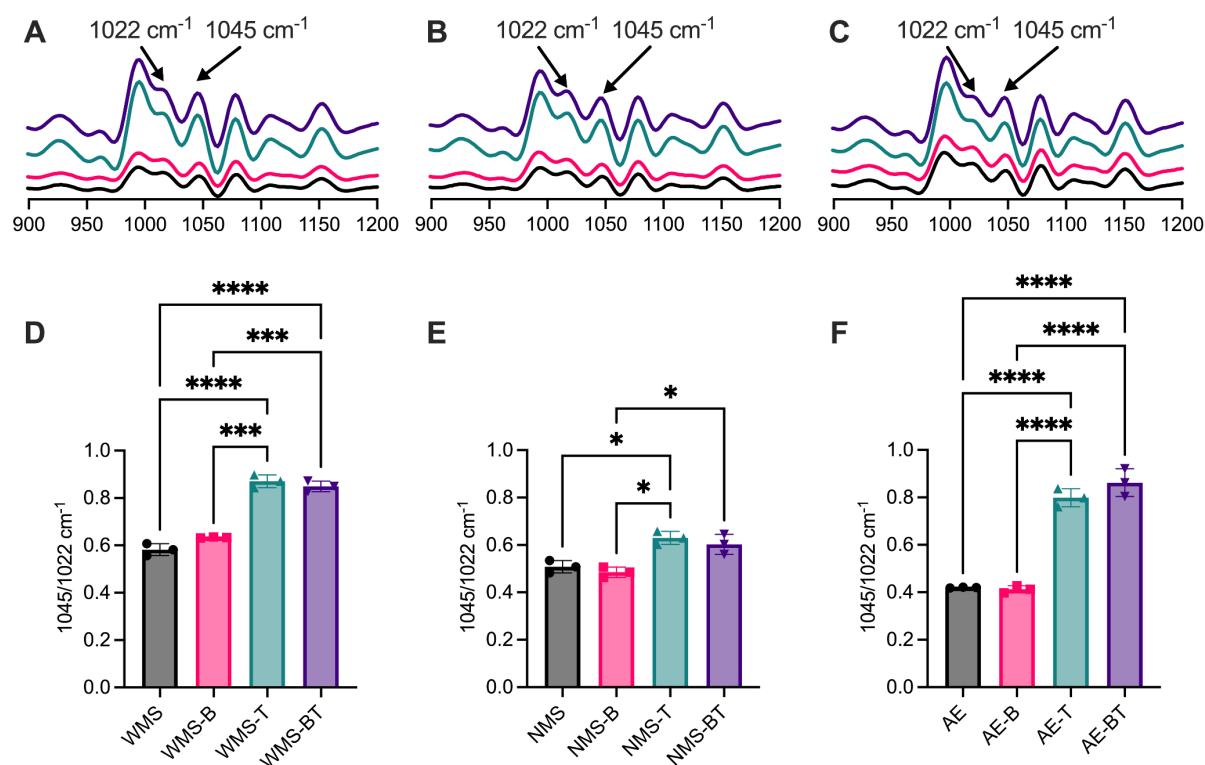 A
1022 cm-1
1045 cm-1
B
1022 cm-1
1045 cm-1
C
1022 cm-1
1045 cm-1
900 950 1000 1050 1100 1150 1200
900 950 1000 1050 1100 1150 1200
900 950 1000 1050 1100 1150 1200
D
****
***
****
***
1045/1022 cm-1
1.0
0.8
0.6
0.4
0.2
0.0
WMS
WMS-B
WMS-T
WMS-BT
E
*
*
*
1045/1022 cm-1
1.0
0.8
0.6
0.4
0.2
0.0
NMS
NMS-B
NMS-T
NMS-BT
F
****
****
****
****
1045/1022 cm-1
1.0
0.8
0.6
0.4
0.2
0.0
AE
AE-B
AE-T
AE-BT